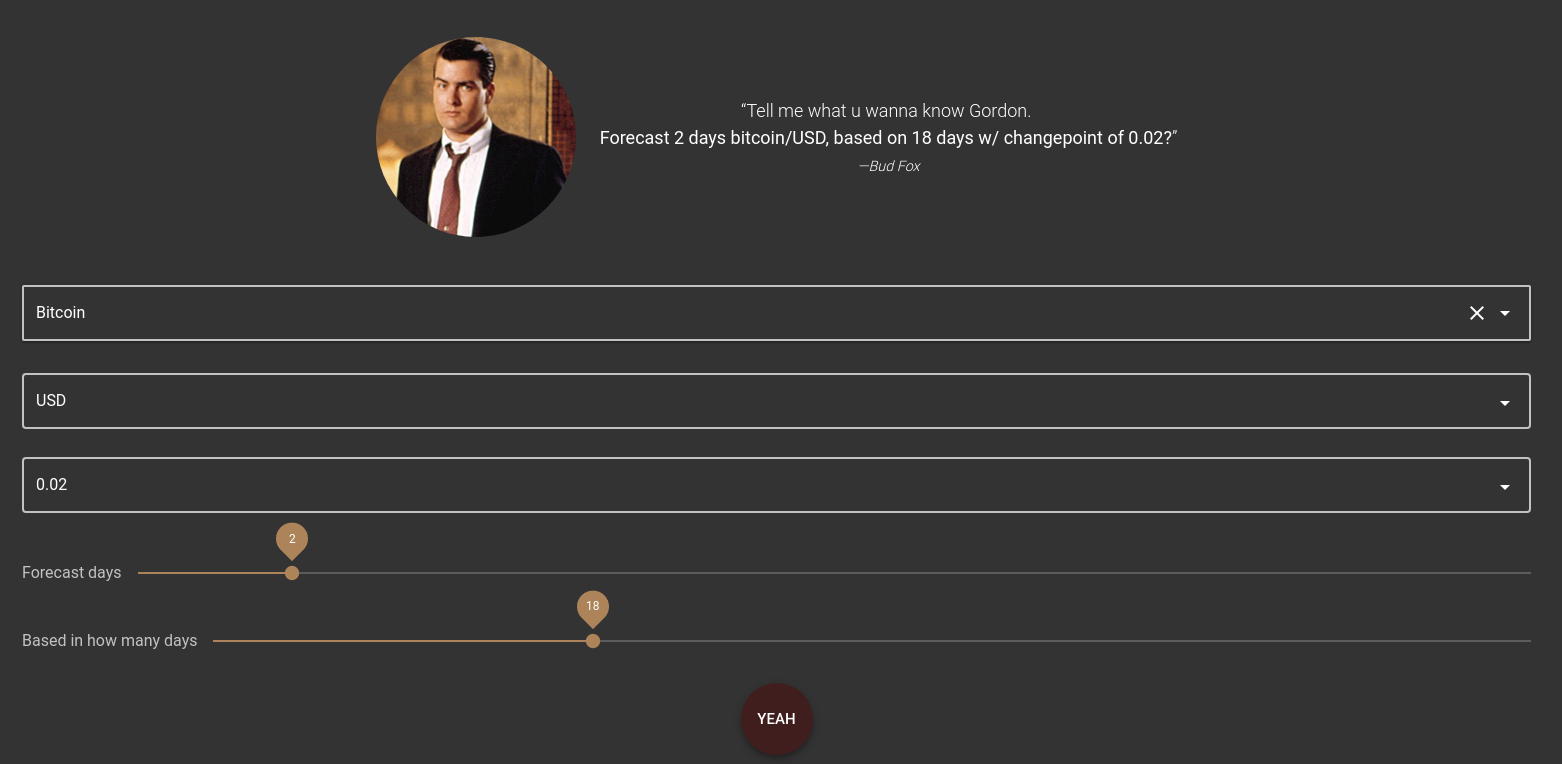 “Tell me what u wanna know Gordon.
Forecast 2 days bitcoin/USD, based on 18 days w/ changepoint of 0.02?”
—Bud Fox
Bitcoin
USD
0.02
2
Forecast days
18
Based in how many days
YEAH